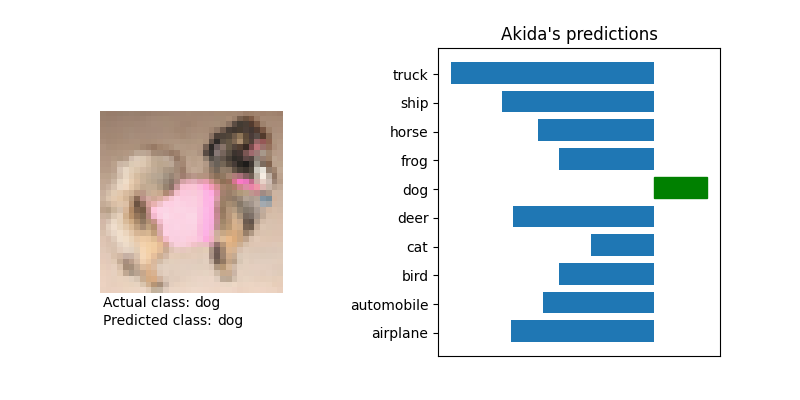 Akida's predictions
truck
ship
horse
frog
dog
deer
cat
bird
automobile
airplane
Actual class: dog
Predicted class: dog